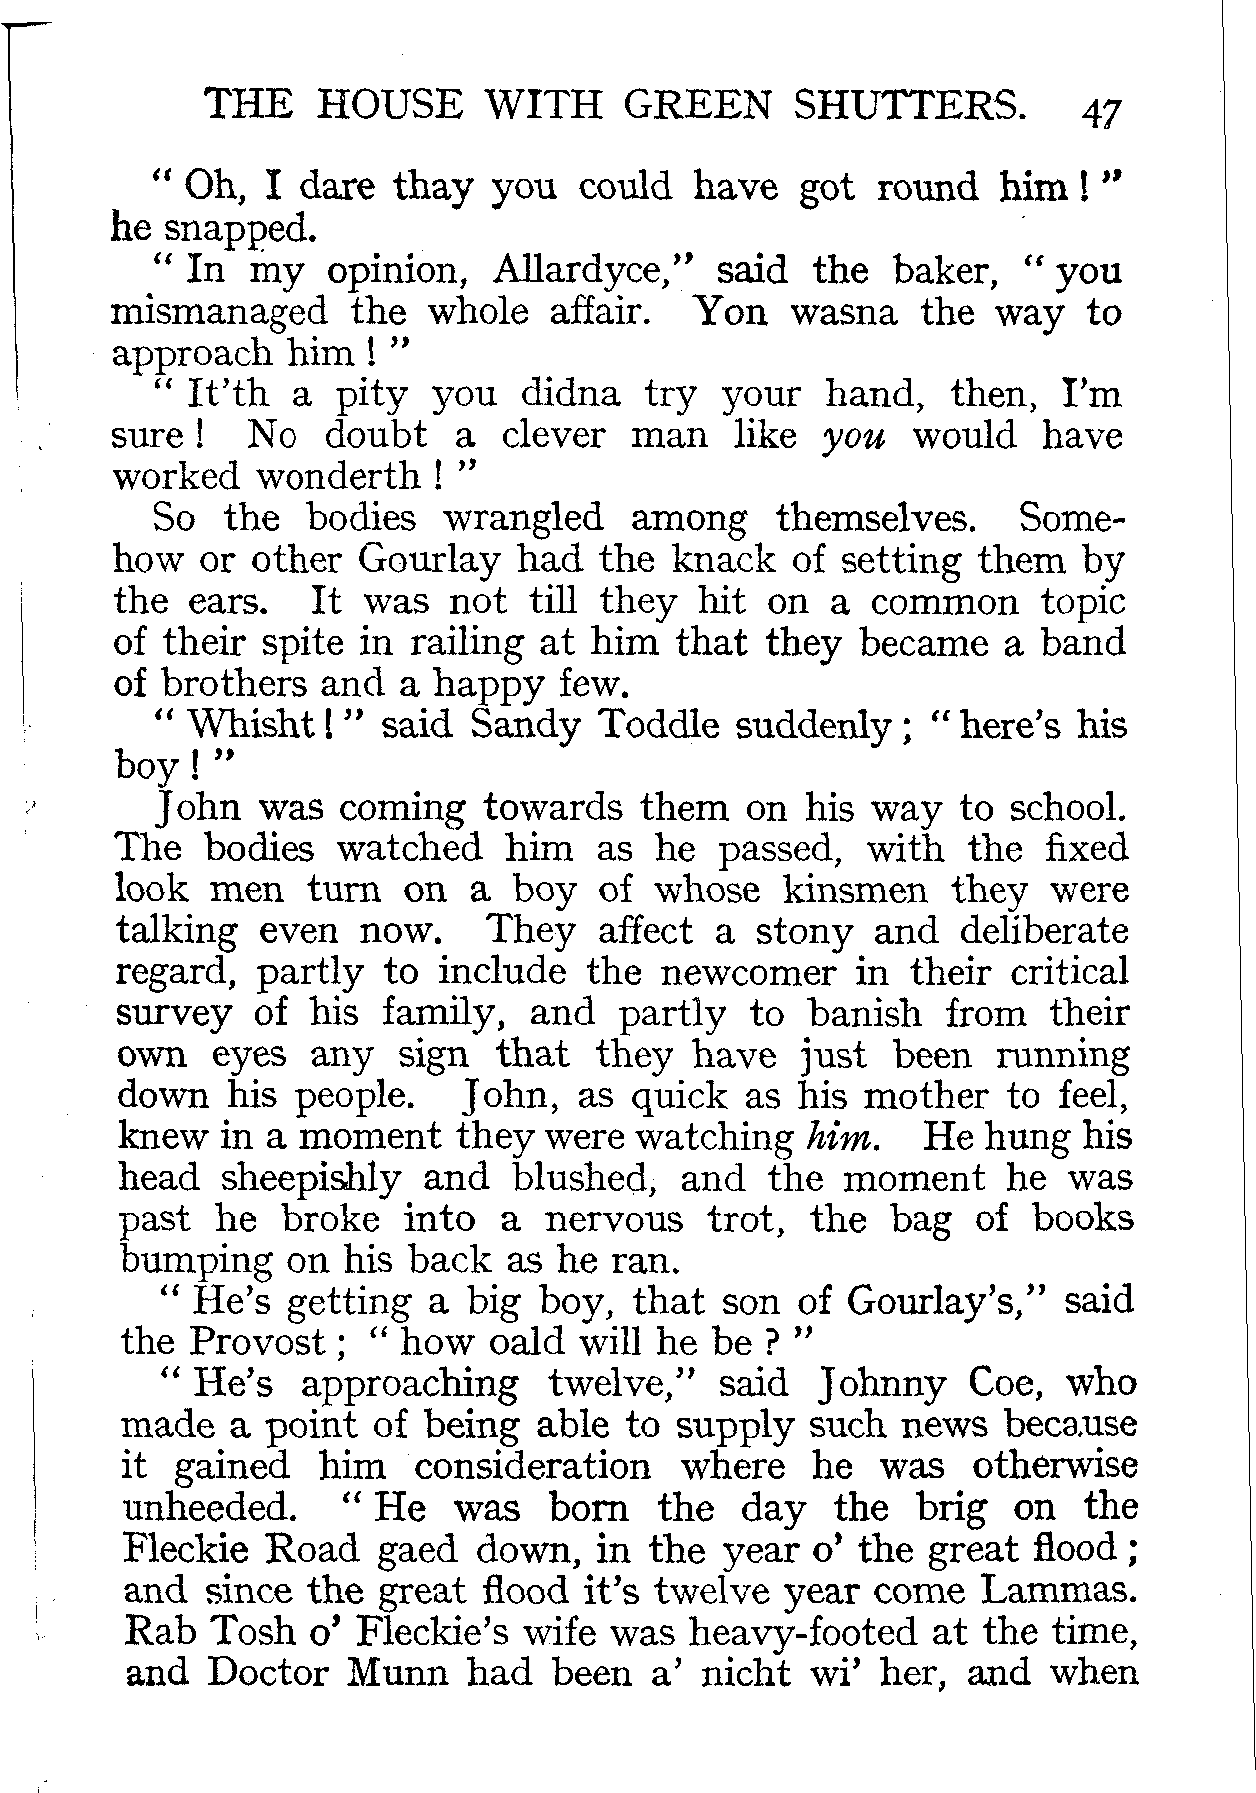 THE HOUSE WITH GREEN SHUTTERS. 47
“ Oh, I dare thay you could have got round him ! ”
he snapped.
“ In my opinion, Allardyce,” said the baker, “ you
mismanaged the whole affair. Yon wasna the way to
approach him ! ”
“ It’th a pity you didna try your hand, then, I’m
sure ! No doubt a clever man like you would have
worked wonderth ! ”
So the bodies wrangled among themselves. Some-
how or other Gourlay had the knack of setting them by
the ears. It was not till they hit on a common topic
of their spite in railing at him that they became a band
of brothers and a happy few.
“ Whisht ! ” said Sandy Toddle suddenly ; “ here’s his
boy ! ”
John was coming towards them on his way to school.
The bodies watched him as he passed, with the fixed
look men turn on a boy of whose kinsmen they were
talking even now. They affect a stony and deliberate
regard, partly to include the newcomer in their critical
survey of his family, and partly to banish from their
own eyes any sign that they have just been running
down his people. John, as quick as his mother to feel,
knew in a moment they were watching him. He hung his
head sheepishly and blushed, and the moment he was
past he broke into a nervous trot, the bag of books
bumping on his back as he ran.
“ He’s getting a big boy, that son of Gourlay’s,” said
the Provost ; “ how oald will he be ? ”
“ He’s approaching twelve,” said Johnny Coe, who
made a point of being able to supply such news because
it gained him consideration where he was otherwise
unheeded. “ He was born the day the brig on the
Fleckie Road gaed down, in the year o’ the great flood ;
and since the great flood it’s twelve year come Lammas.
Rab Tosh o’ Fleckie’s wife was heavy-footed at the time,
and Doctor Munn had been a’ nicht wi’ her, and when